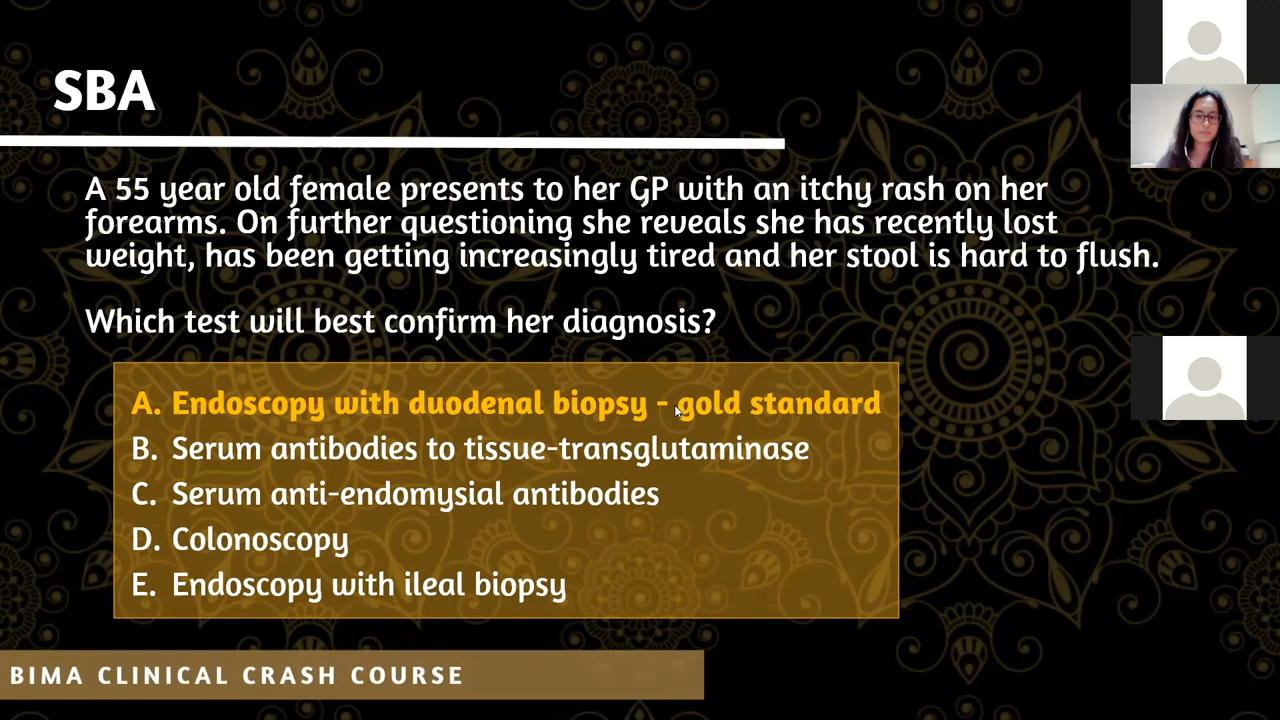 SBA
A 55 year old female presents to her GP with an itchy rash on her
forearms. On further questioning she reveals she has recently lost
weight, has been getting increasingly tired and her stool is hard to flush.
Which test will best confirm her diagnosis?
A. Endoscopy with duodenal biopsy - gold standard
B. Serum antibodies to tissue-transglutaminase
C. Serum anti-endomysial antibodies
D. Colonoscopy
E. Endoscopy with ileal biopsy
BIMA CLINICAL CRASH COURSE